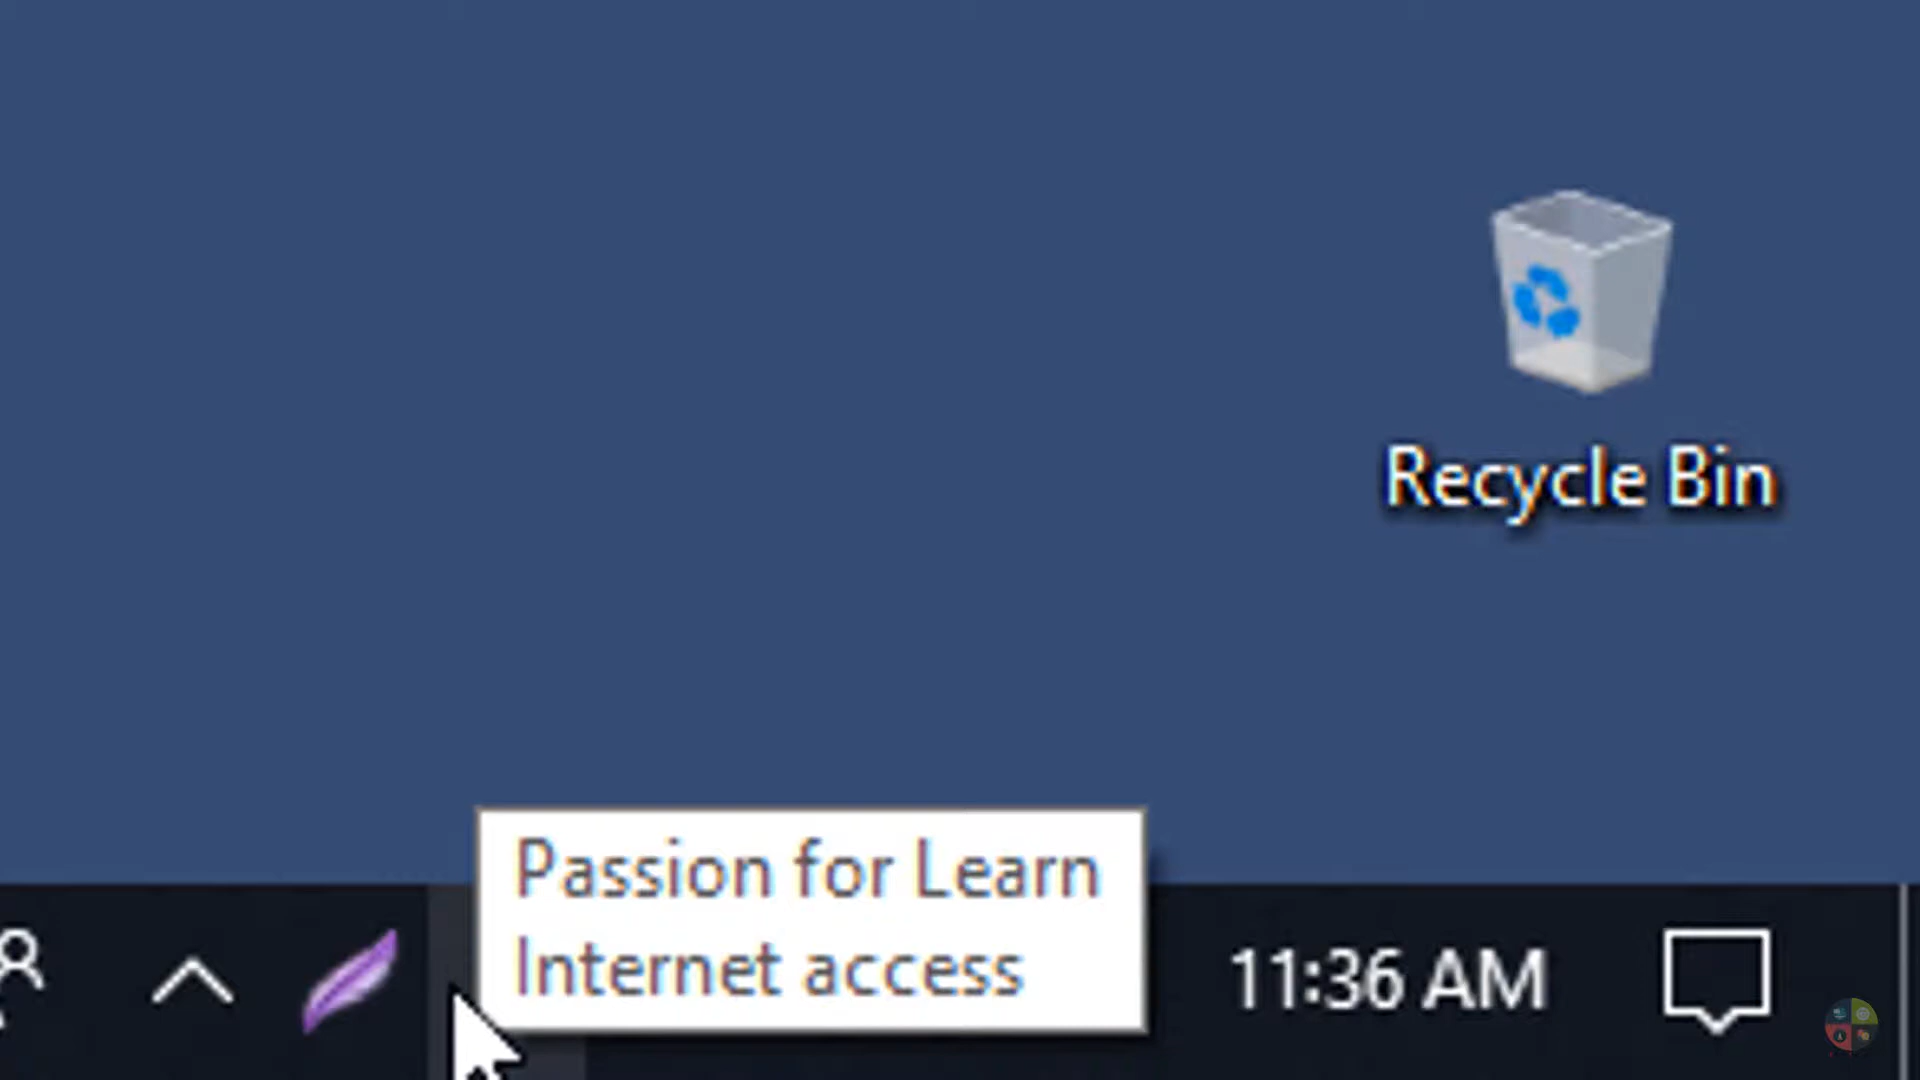 Recycle Bin
Passion for Learn
Internet access
11:36 AM